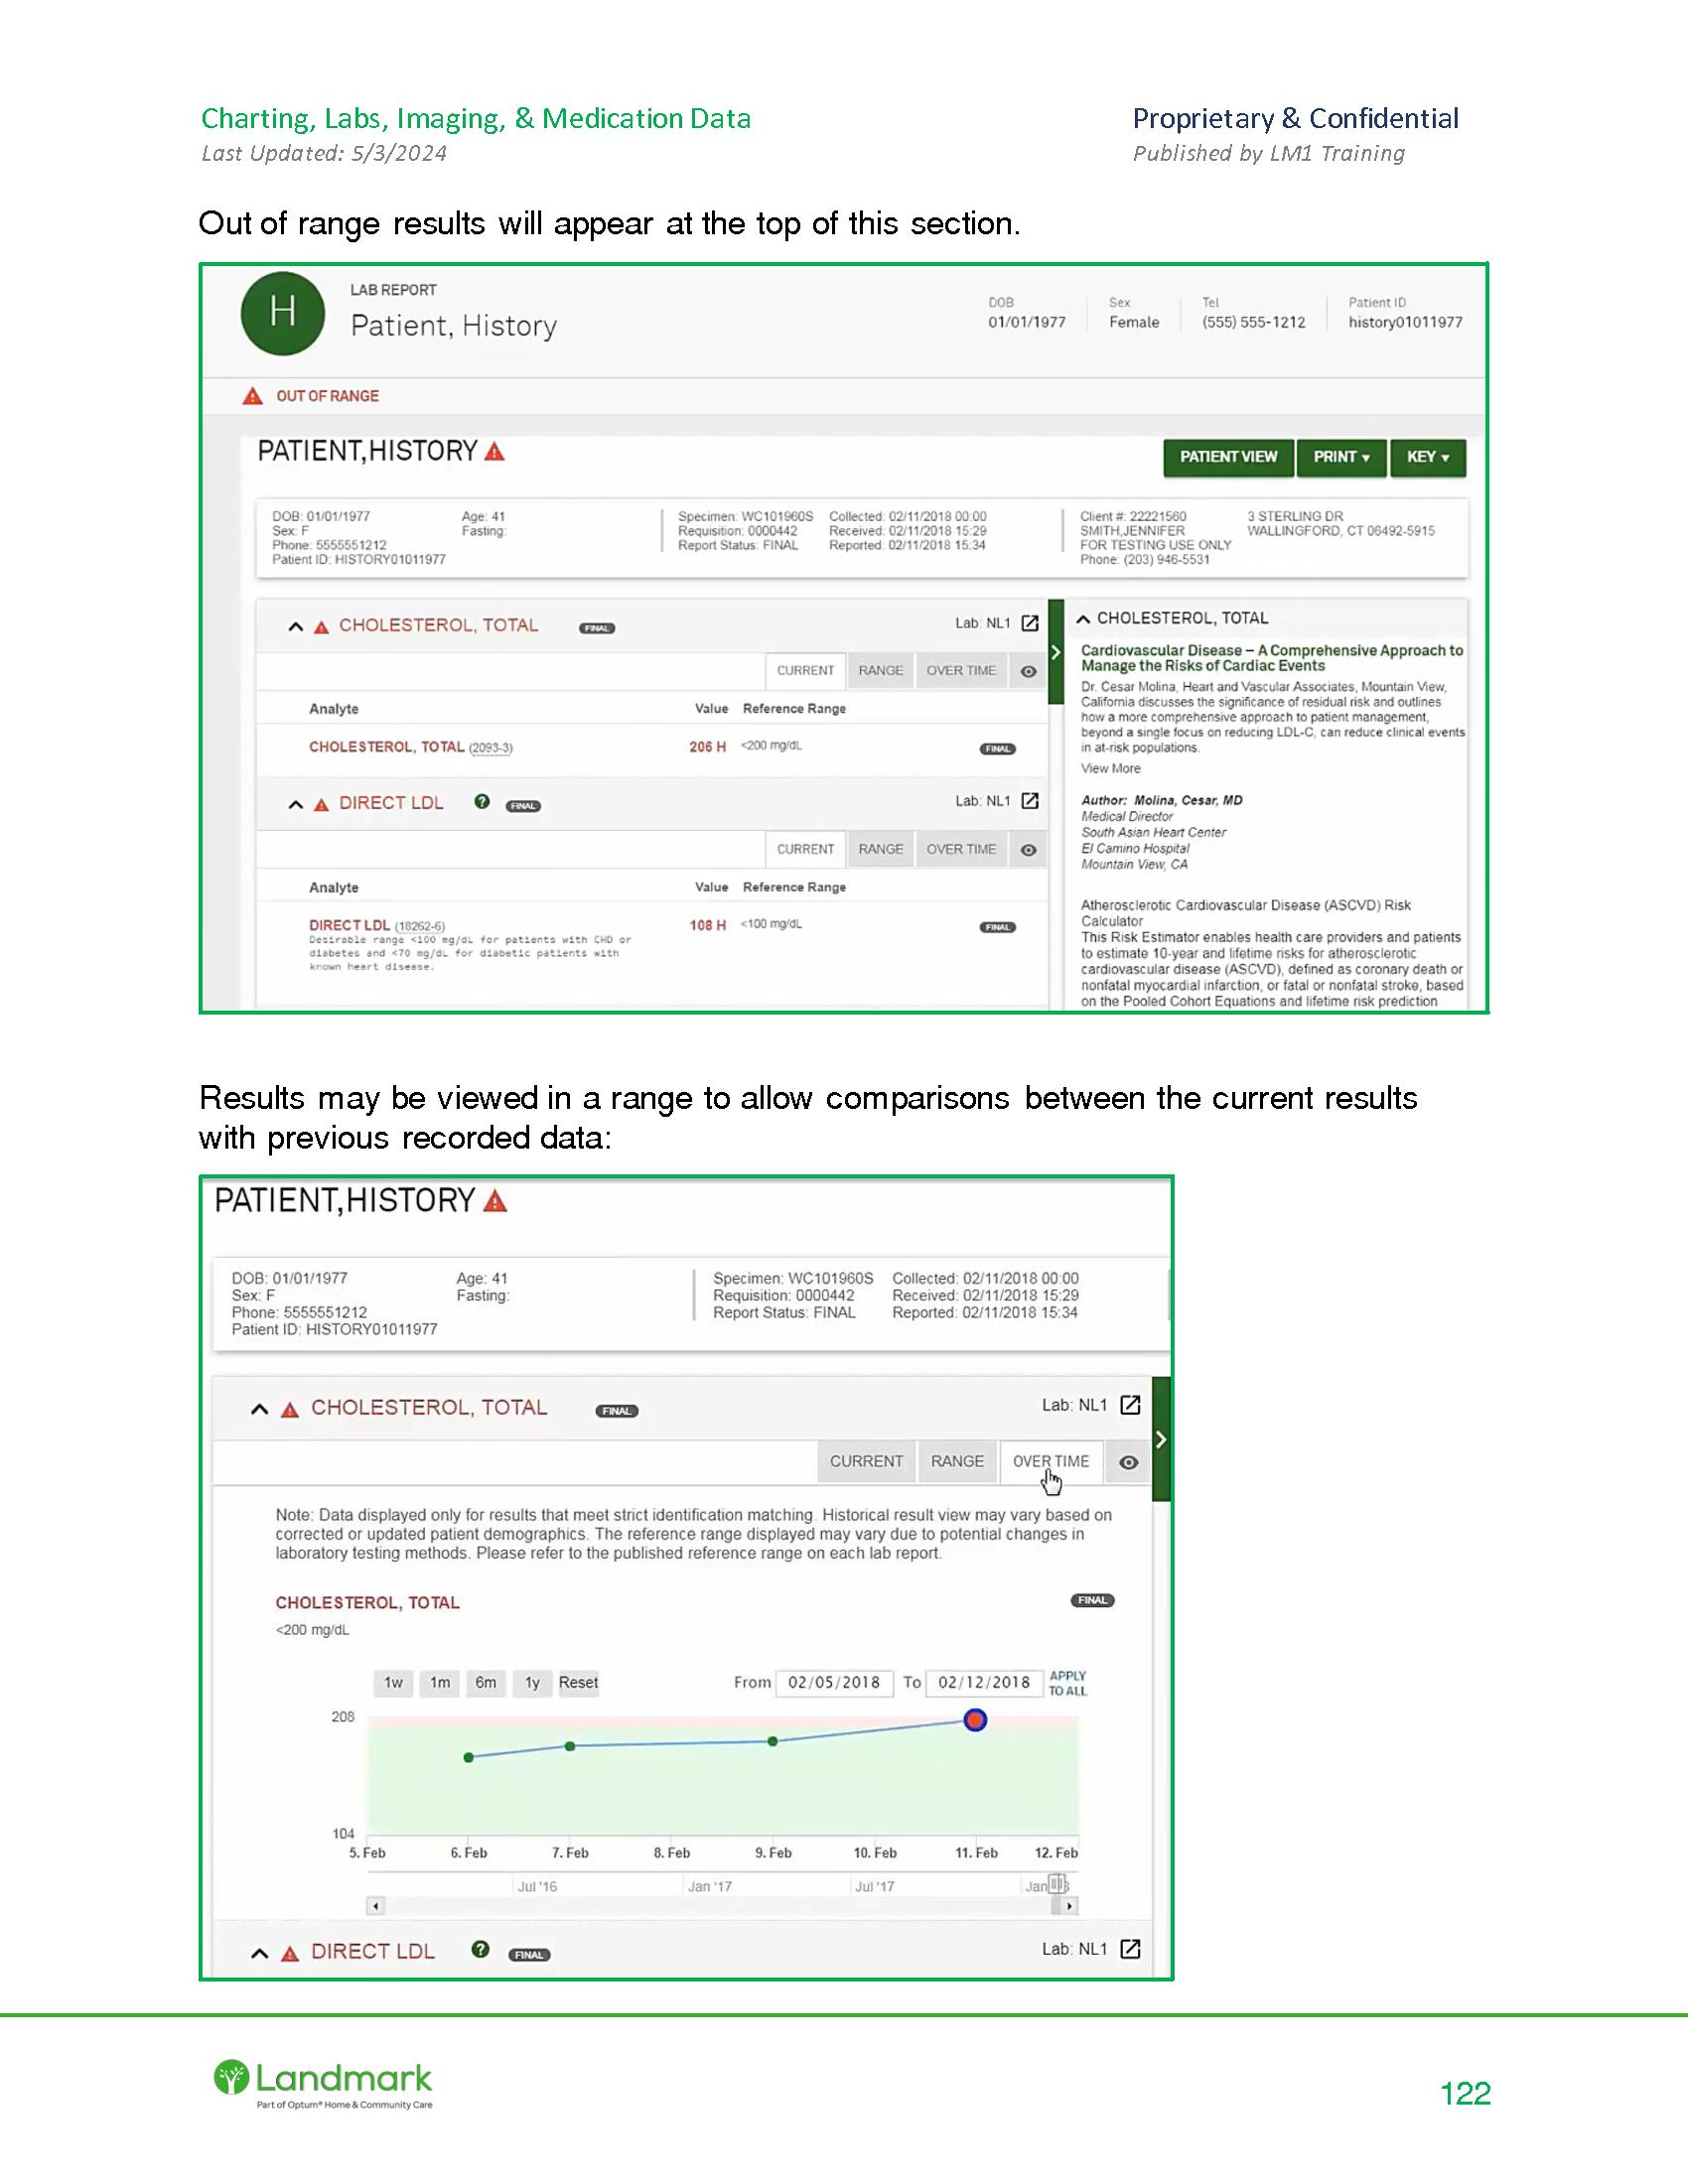 Charting, Labs, Imaging, & Medication Data
Last Updated: 5/3/2024
Proprietary & Confidential
Published by LM1 Training
Out of range results will appear at the top of this section.
H
LAB REPORT
Patient, History
DOB
01/01/1977
Sex
Female
Tel
(555) 555-1212
Patient ID
history01011977
OUT OF RANGE
PATIENT,HISTORY
PATIENT VIEW
PRINT
KEY
DOB: 01/01/1977
Sex: F
Phone: 5555551212
Patient ID: HISTORY01011977
Age: 41
Fasting:
Specimen: WC101960S
Requisition: 0000442
Report Status: FINAL
Collected: 02/11/2018 00:00
Received: 02/11/2018 15:29
Reported: 02/11/2018 15:34
Client #: 22221560
SMITH,JENNIFER
FOR TESTING USE ONLY
Phone: (203) 946-5531
3 STERLING DR
WALLINGFORD, CT 06492-5915
CHOLESTEROL, TOTAL FINAL Lab: NL1
CURRENT RANGE OVER TIME
Analyte Value Reference Range
CHOLESTEROL, TOTAL (2093-3) 206 H <200 mg/dL FINAL
DIRECT LDL ? FINAL Lab: NL1
CURRENT RANGE OVER TIME
Analyte Value Reference Range
DIRECT LDL (18262-6) 108 H <100 mg/dL FINAL
Desirable range <100 mg/dL for patients with CHD or
diabetes and <70 mg/dL for diabetic patients with
known heart disease.
CHOLESTEROL, TOTAL
Cardiovascular Disease – A Comprehensive Approach to
Manage the Risks of Cardiac Events
Dr. Cesar Molina, Heart and Vascular Associates, Mountain View,
California discusses the significance of residual risk and outlines
how a more comprehensive approach to patient management,
beyond a single focus on reducing LDL-C, can reduce clinical events
in at-risk populations.
View More
Author: Molina, Cesar, MD
Medical Director
South Asian Heart Center
El Camino Hospital
Mountain View, CA
Atherosclerotic Cardiovascular Disease (ASCVD) Risk
Calculator
This Risk Estimator enables health care providers and patients
to estimate 10-year and lifetime risks for atherosclerotic
cardiovascular disease (ASCVD), defined as coronary death or
nonfatal myocardial infarction, or fatal or nonfatal stroke, based
on the Pooled Cohort Equations and lifetime risk prediction
Results may be viewed in a range to allow comparisons between the current results
with previous recorded data:
PATIENT,HISTORY
DOB: 01/01/1977
Sex: F
Phone: 5555551212
Patient ID: HISTORY01011977
Age: 41
Fasting:
Specimen: WC101960S
Requisition: 0000442
Report Status: FINAL
Collected: 02/11/2018 00:00
Received: 02/11/2018 15:29
Reported: 02/11/2018 15:34
CHOLESTEROL, TOTAL FINAL Lab: NL1
CURRENT RANGE OVER TIME
Note: Data displayed only for results that meet strict identification matching. Historical result view may vary based on
corrected or updated patient demographics. The reference range displayed may vary due to potential changes in
laboratory testing methods. Please refer to the published reference range on each lab report.
CHOLESTEROL, TOTAL FINAL
<200 mg/dL
1w 1m 6m 1y Reset From 02/05/2018 To 02/12/2018 APPLY
TO ALL
208
104
5. Feb 6. Feb 7. Feb 8. Feb 9. Feb 10. Feb 11. Feb 12. Feb
Jul '16 Jan '17 Jul '17 Jan
DIRECT LDL ? FINAL Lab: NL1
Landmark
Part of Optum® Home & Community Care
122